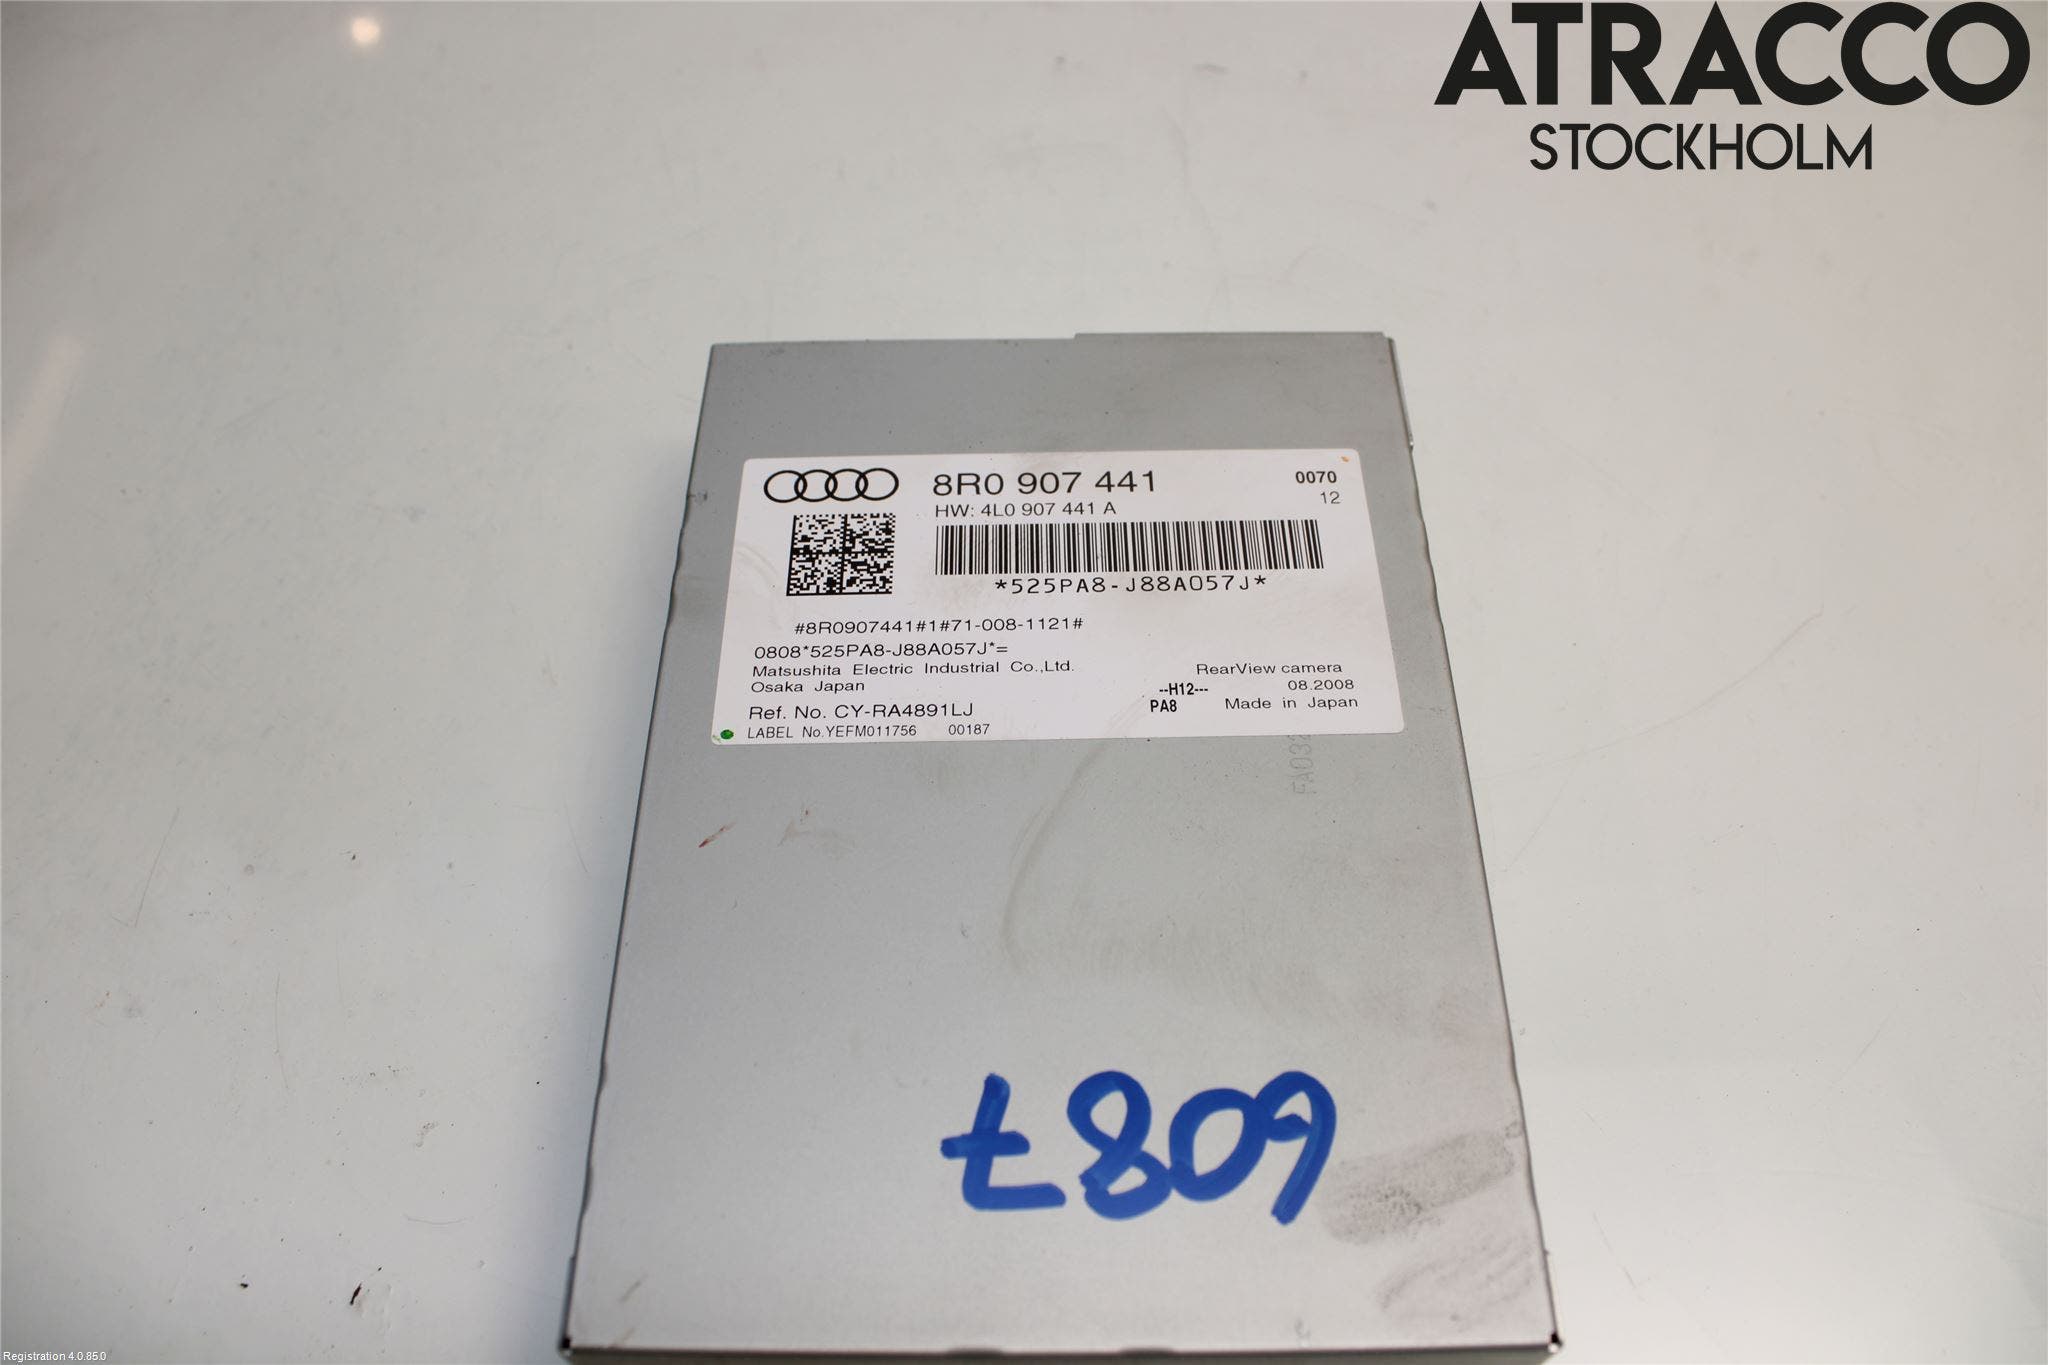 ATRACCO
STOCKHOLM
8R0 907 441
0070
12
HW: 4L0 907 441 A
*525PA8-J88A057J*
#8R0907441#1#71-008-1121#
0808*525PA8-J88A057J*=
Matsushita Electric Industrial Co.,Ltd.
Osaka Japan
RearView camera
--H12---
08.2008
PA8
Made in Japan
Ref. No. CY-RA4891LJ
LABEL No.YEFM011756 00187
6087
Registration 4.0.85.0